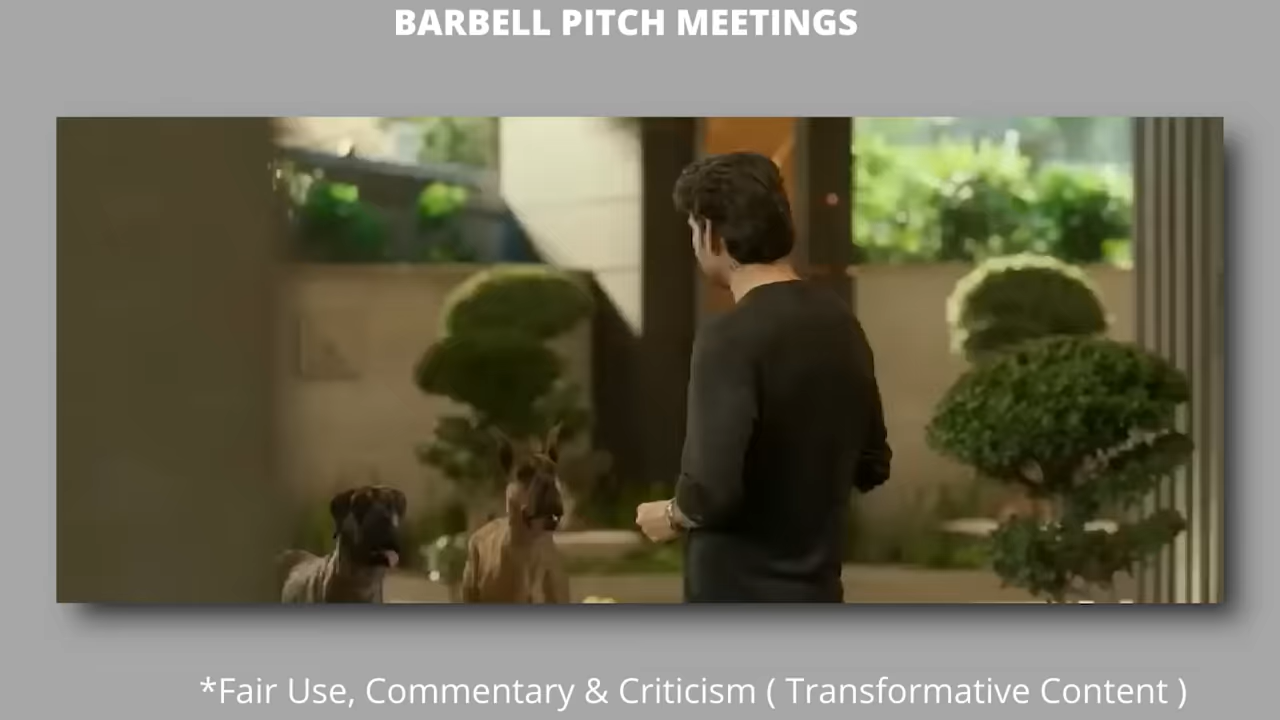 BARBELL PITCH MEETINGS
*Fair Use, Commentary & Criticism ( Transformative Content )